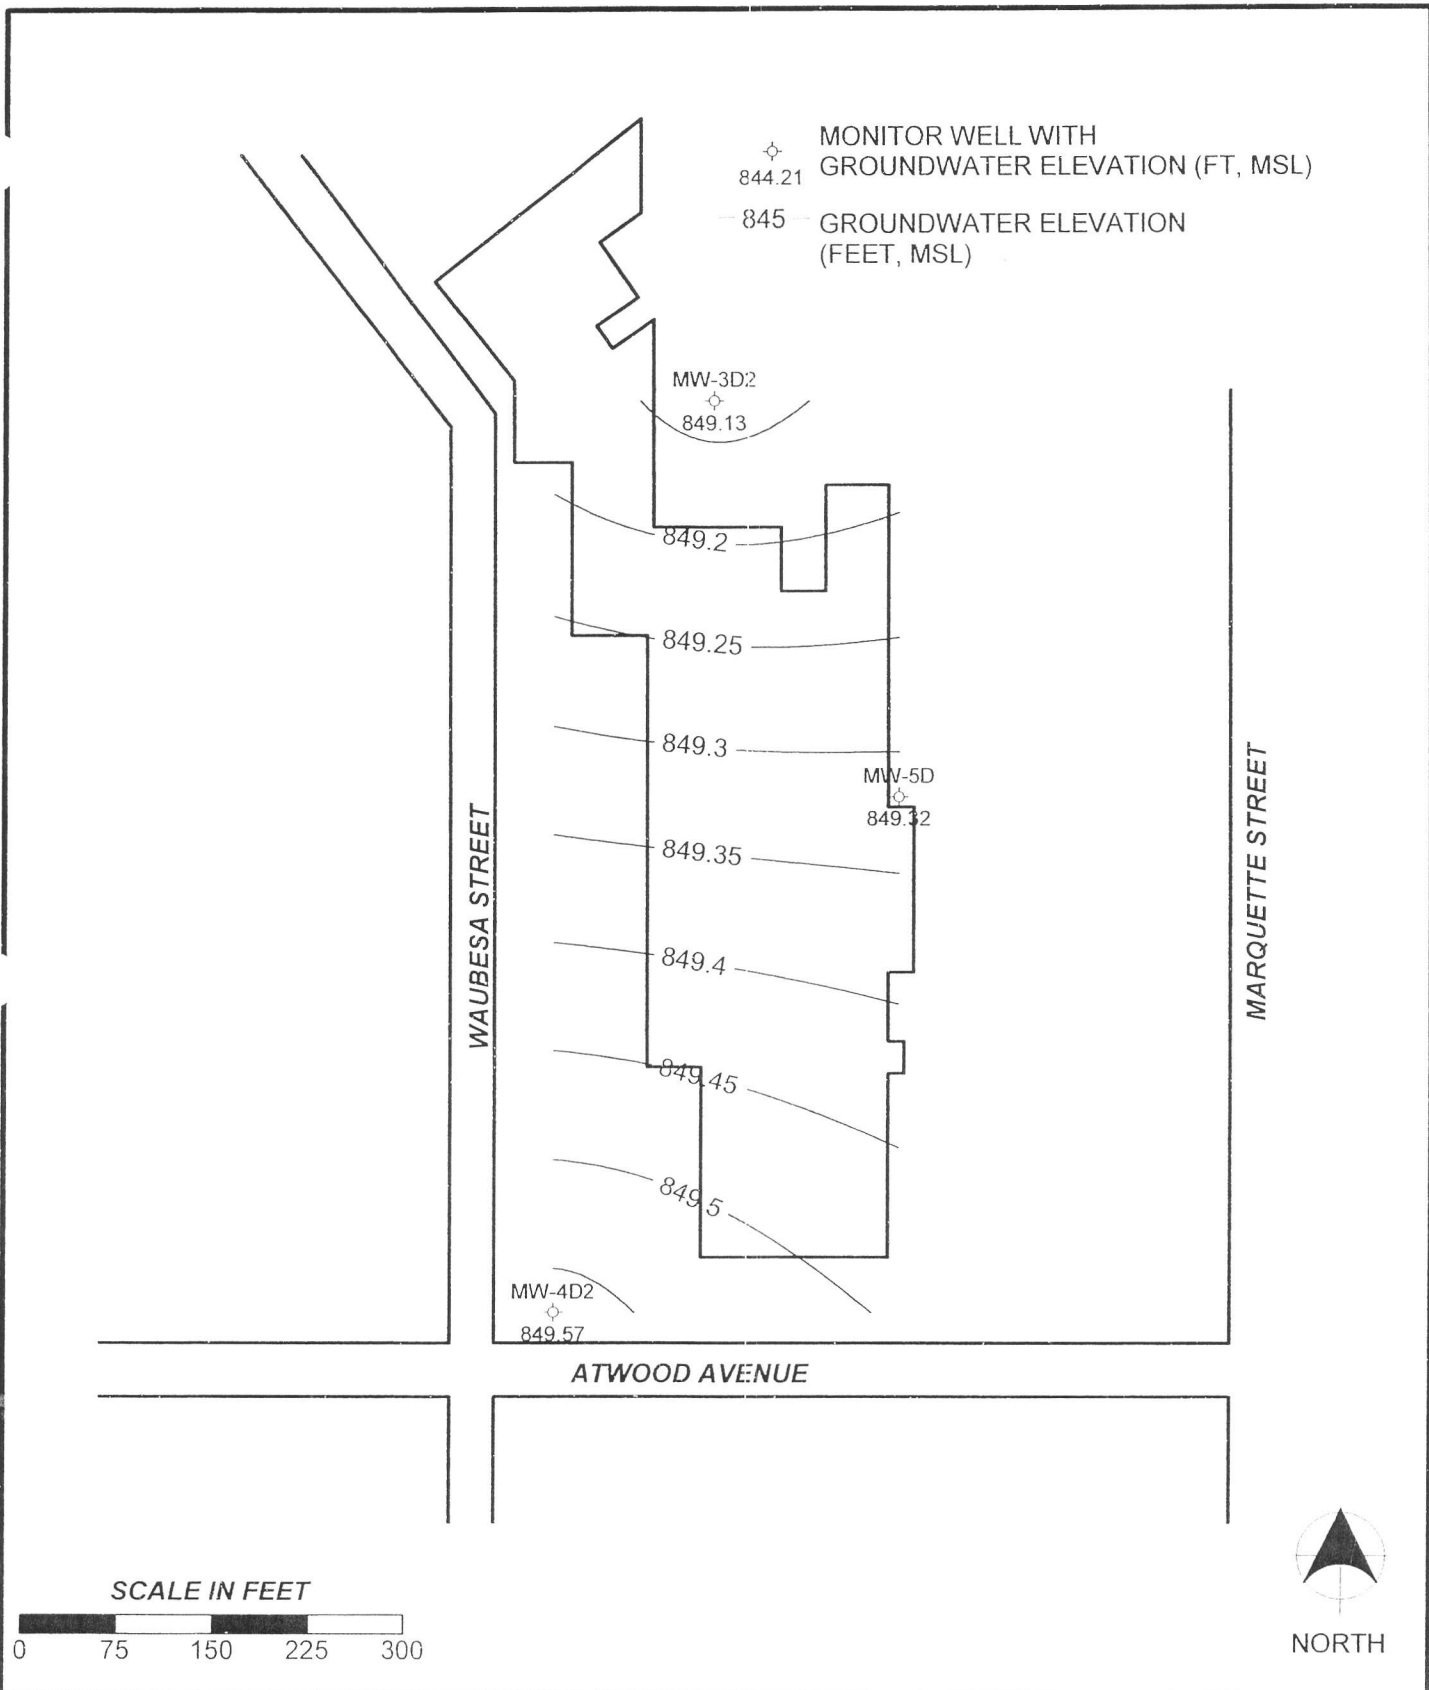 MONITOR WELL WITH
844.21 GROUNDWATER ELEVATION (FT, MSL)
845 GROUNDWATER ELEVATION
(FEET, MSL)
MW-3D2
849.13
849.2
849.25
849.3
MW-5D
849.32
849.35
849.4
849.45
849.5
WAUBESA STREET
MARQUETTE STREET
MW-4D2
849.57
ATWOOD AVENUE
SCALE IN FEET
0 75 150 225 300
NORTH